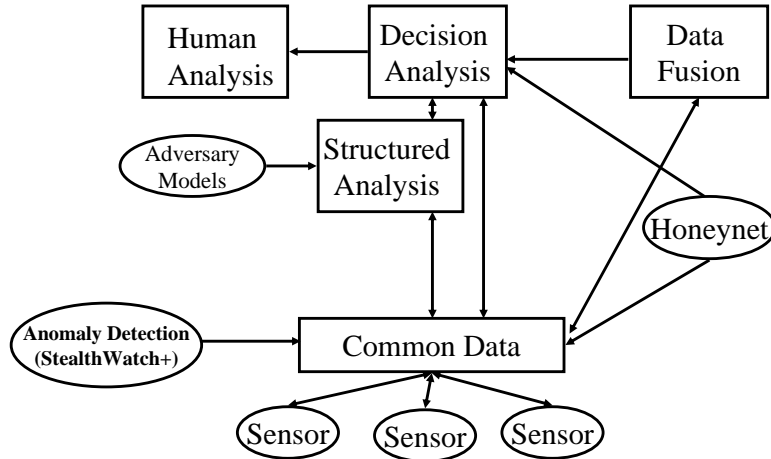 Human
Analysis
Decision
Analysis
Data
Fusion
Adversary
Models
Structured
Analysis
Honeynet
Anomaly Detection
(StealthWatch+)
Common Data
Sensor
Sensor
Sensor